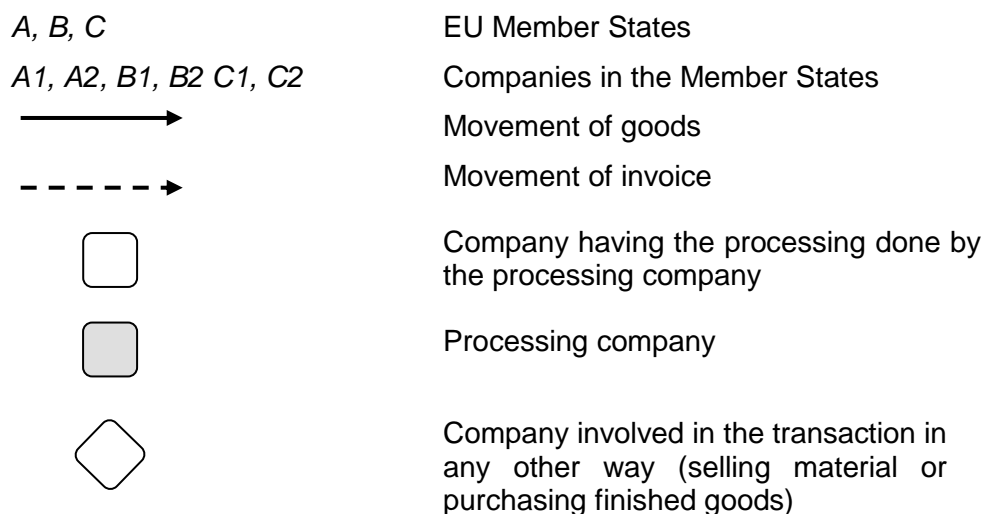 A, B, C EU Member States
A1, A2, B1, B2 C1, C2 Companies in the Member States
Movement of goods
Movement of invoice
Company having the processing done by
the processing company
Processing company
Company involved in the transaction in
any other way (selling material or
purchasing finished goods)